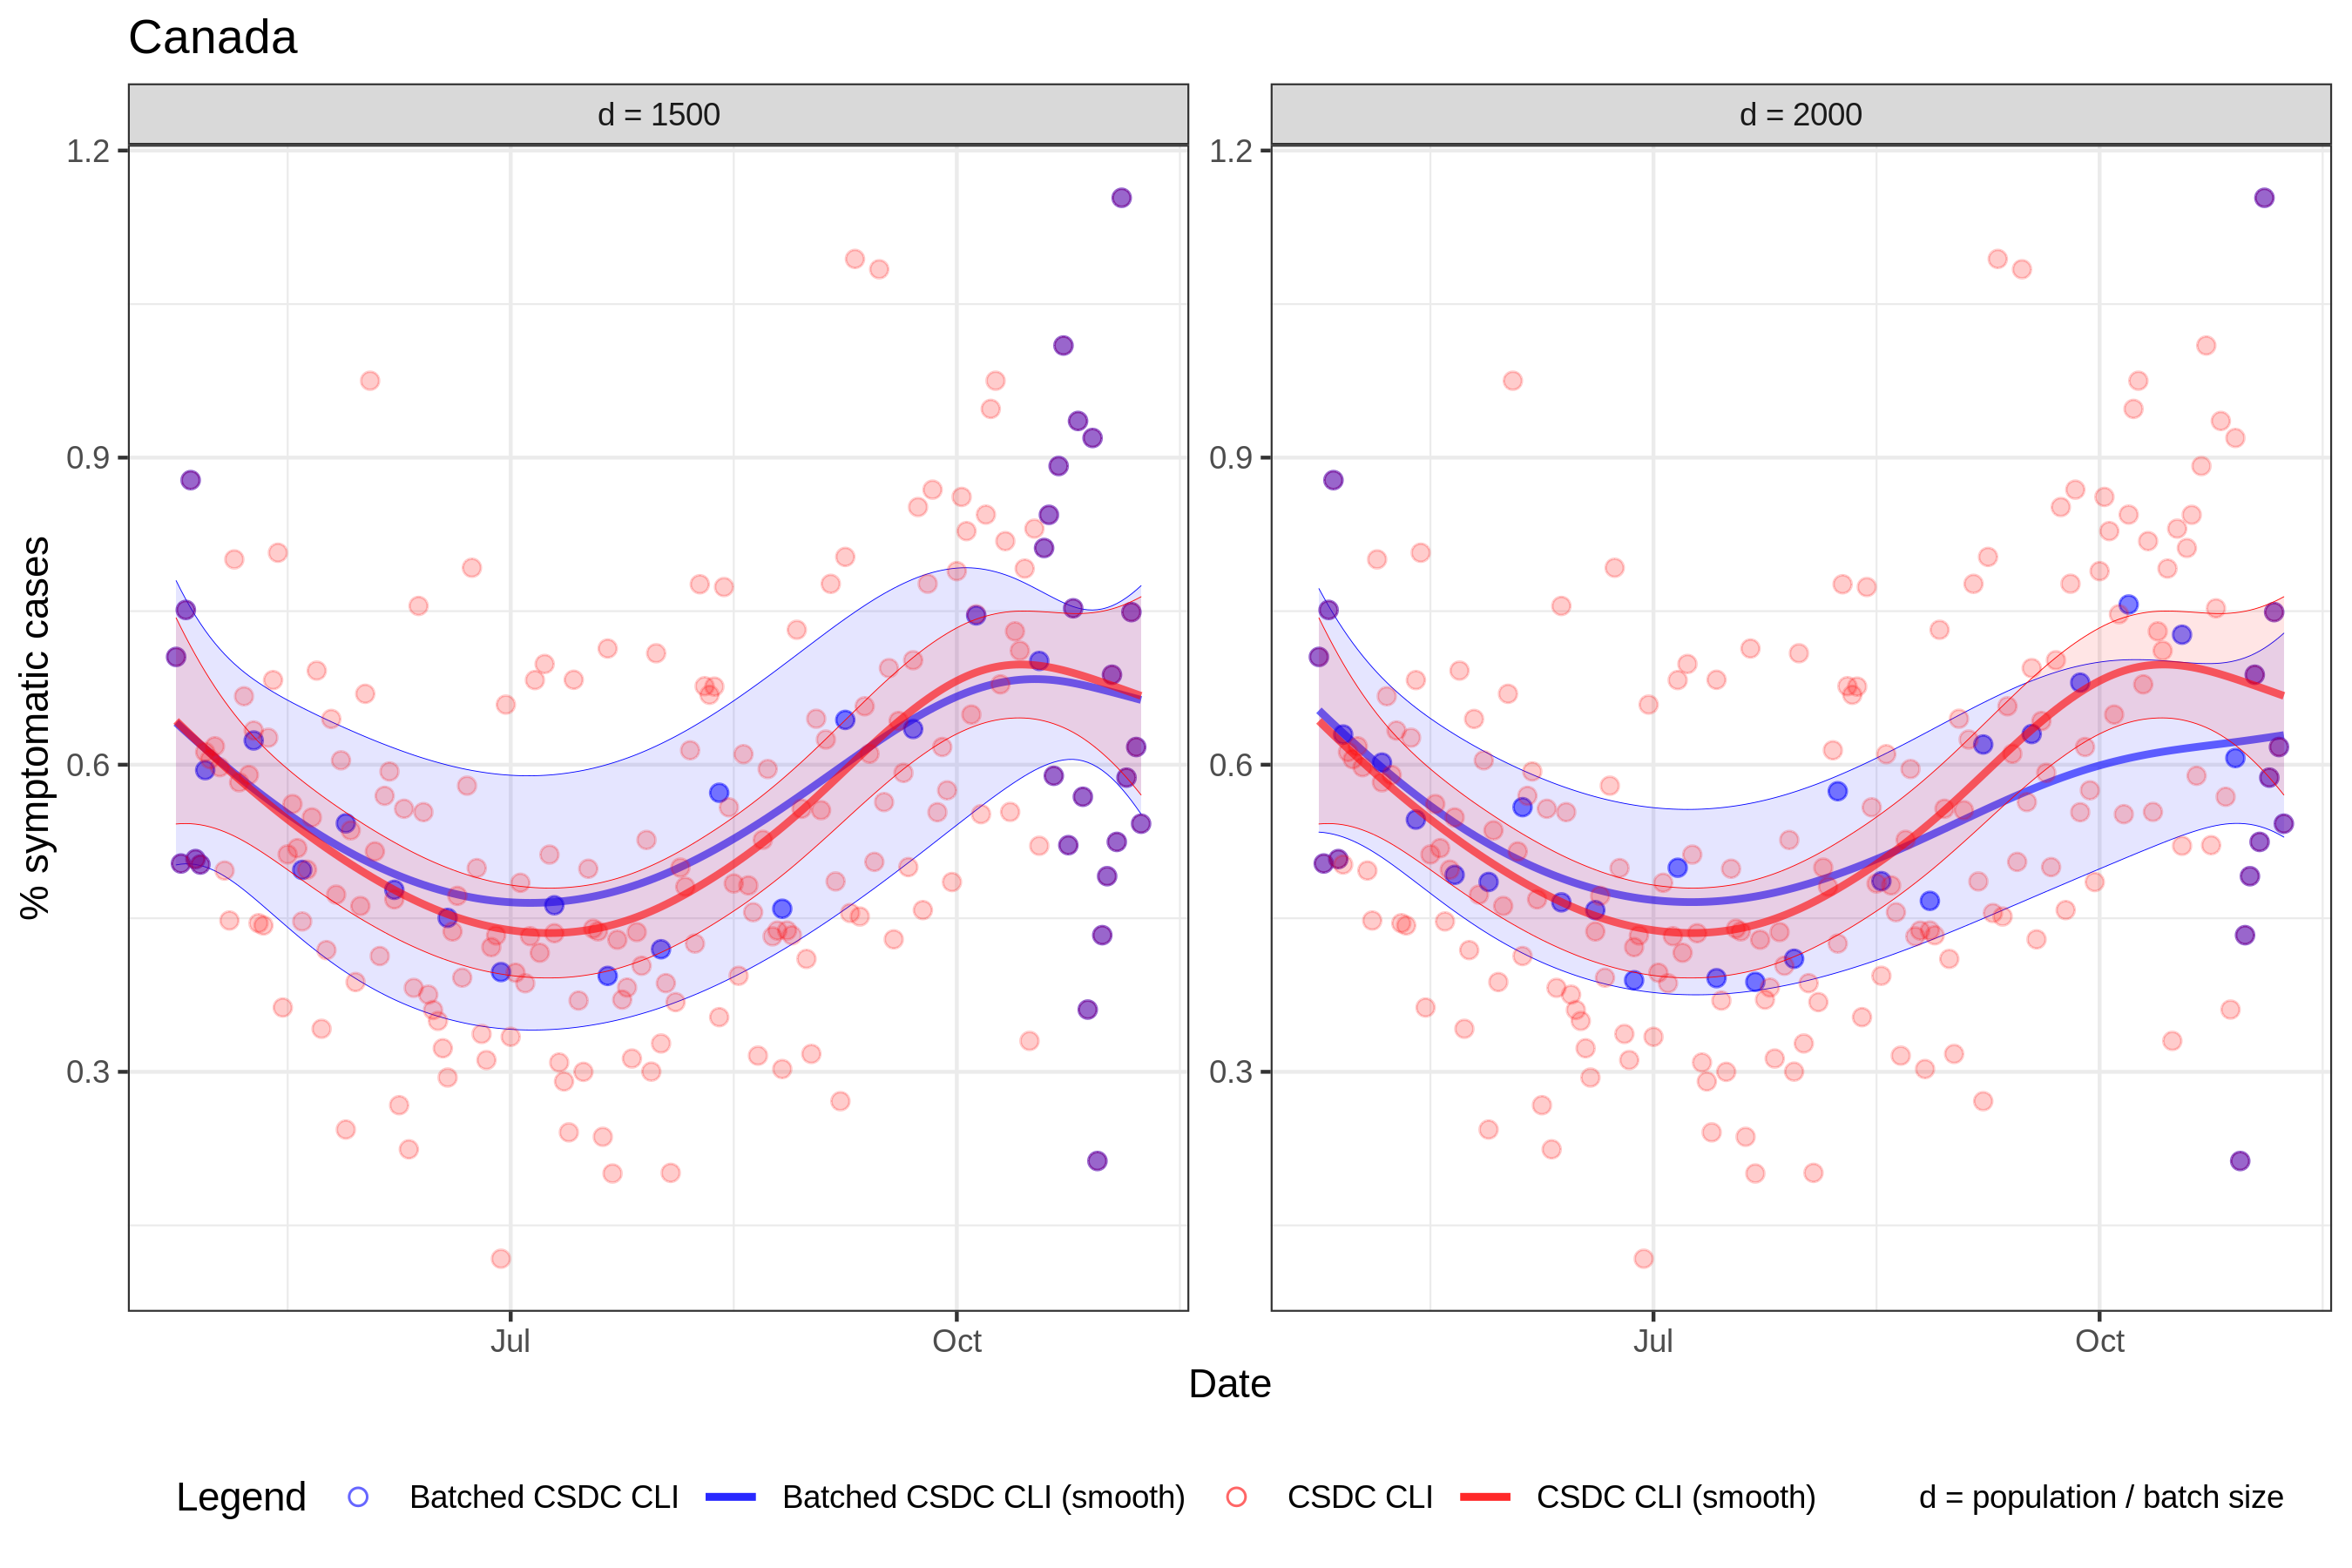 Canada
d = 1500
d = 2000
1.2
0.9
0.6
0.3
1.2
0.9
0.6
0.3
% symptomatic cases
Jul
Oct
Jul
Oct
Date
Legend
Batched CSDC CLI
Batched CSDC CLI (smooth)
CSDC CLI
CSDC CLI (smooth)
d = population / batch size